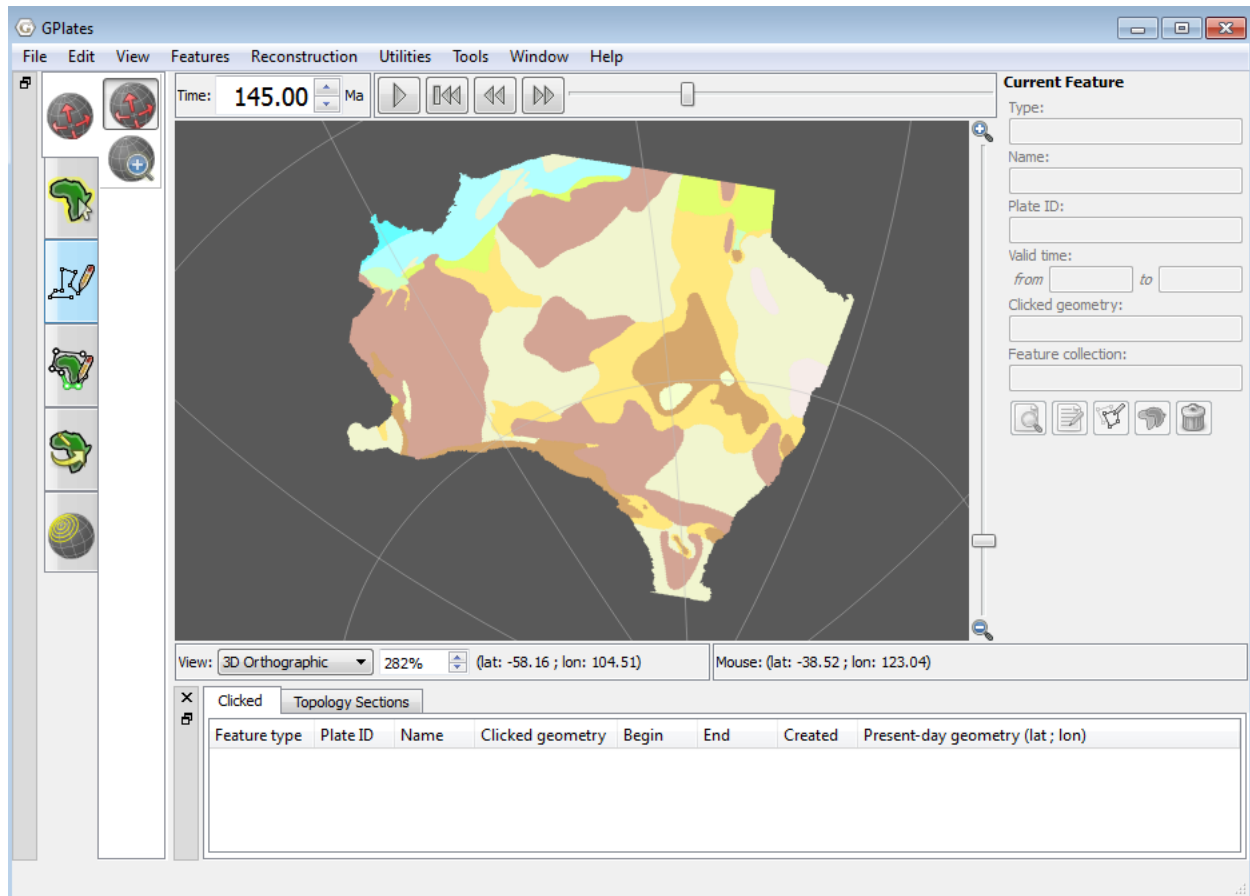 GPlates
File Edit View Features Reconstruction Utilities Tools Window Help
Time: 145.00 Ma
Current Feature
Type:
Name:
Plate ID:
Valid time:
from to
Clicked geometry:
Feature collection:
View: 3D Orthographic 282% (lat: -58.16 ; lon: 104.51) Mouse: (lat: -38.52 ; lon: 123.04)
Clicked Topology Sections
Feature type Plate ID Name Clicked geometry Begin End Created Present-day geometry (lat ; lon)